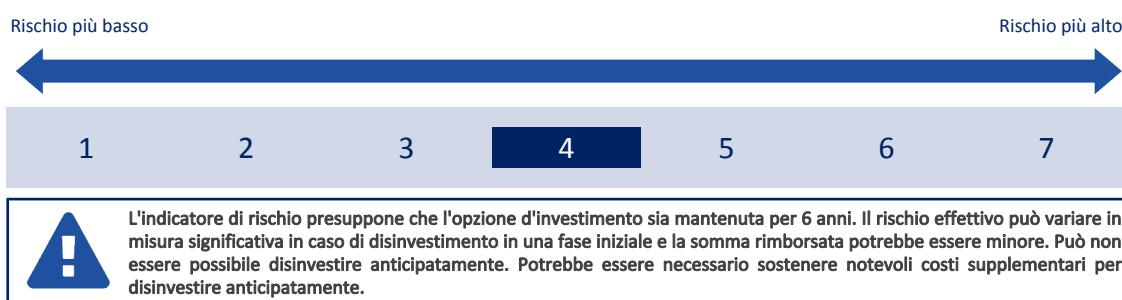 Rischio più basso Rischio più alto
1 2 3 4 5 6 7
L'indicatore di rischio presuppone che l'opzione d'investimento sia mantenuta per 6 anni. Il rischio effettivo può variare in
misura significativa in caso di disinvestimento in una fase iniziale e la somma rimborsata potrebbe essere minore. Può non
essere possibile disinvestire anticipatamente. Potrebbe essere necessario sostenere notevoli costi supplementari per
disinvestire anticipatamente.